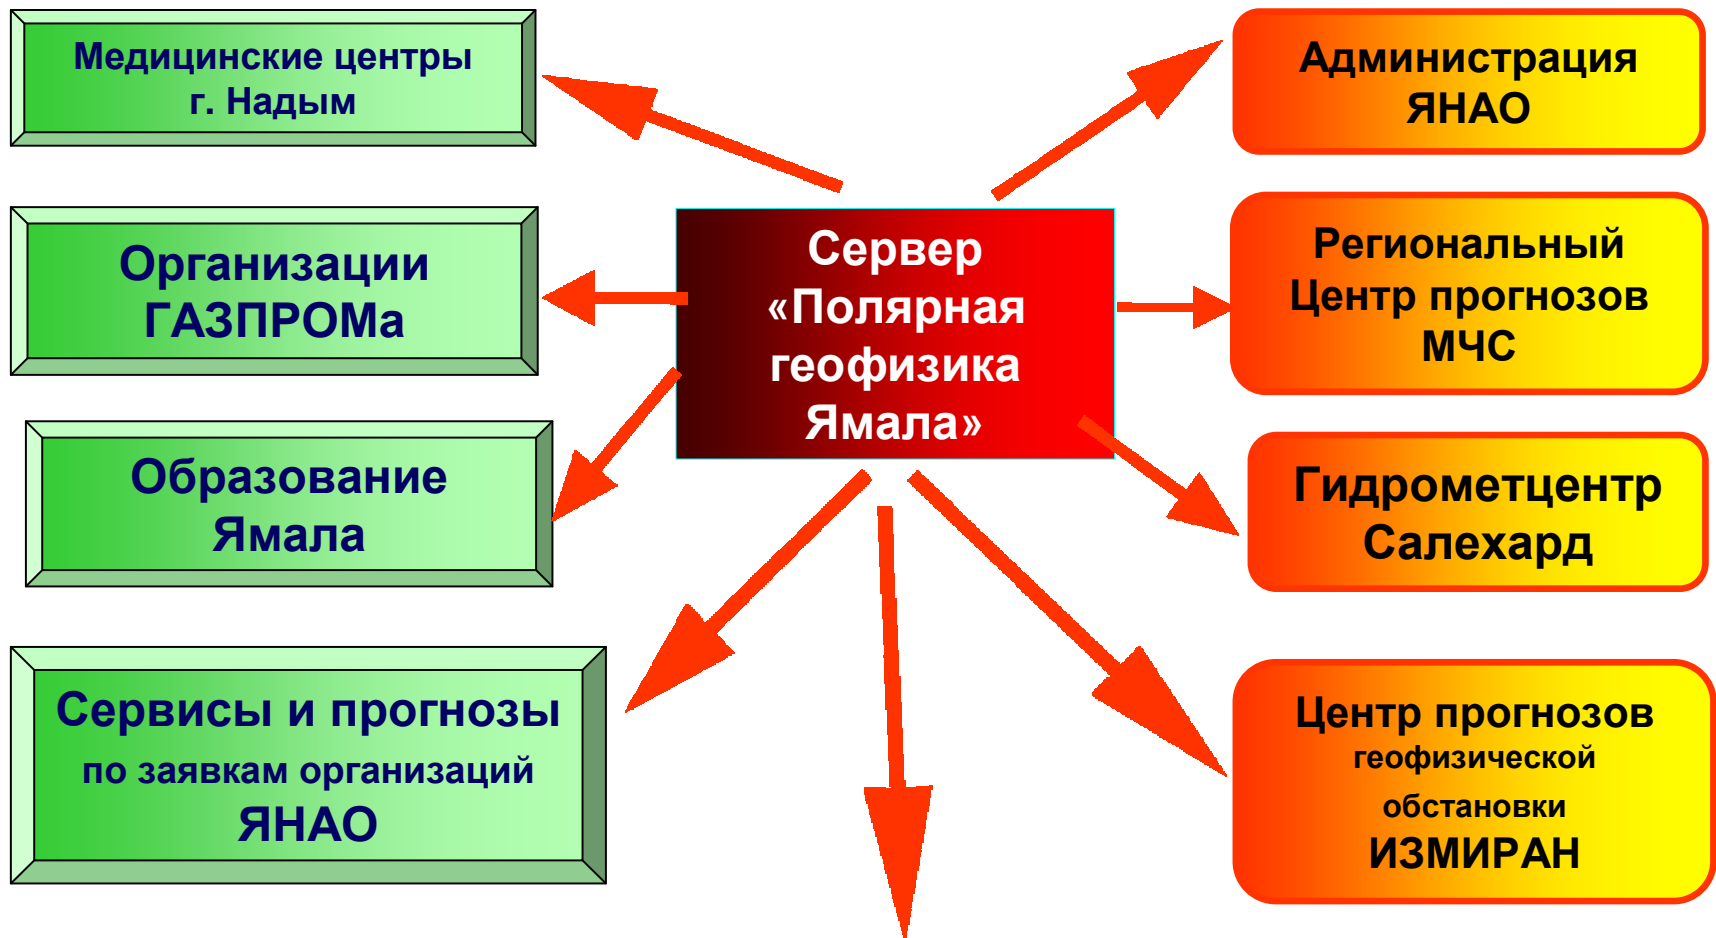 Медицинские центры
г. Надым
Организации
ГАЗПРОМа
Образование
Ямала
Сервисы и прогнозы
по заявкам организаций
ЯНАО
Сервер
«Полярная
геофизика
Ямала»
Администрация
ЯНАО
Региональный
Центр прогнозов
МЧС
Гидрометцентр
Салехард
Центр прогнозов
геофизической
обстановки
ИЗМИРАН